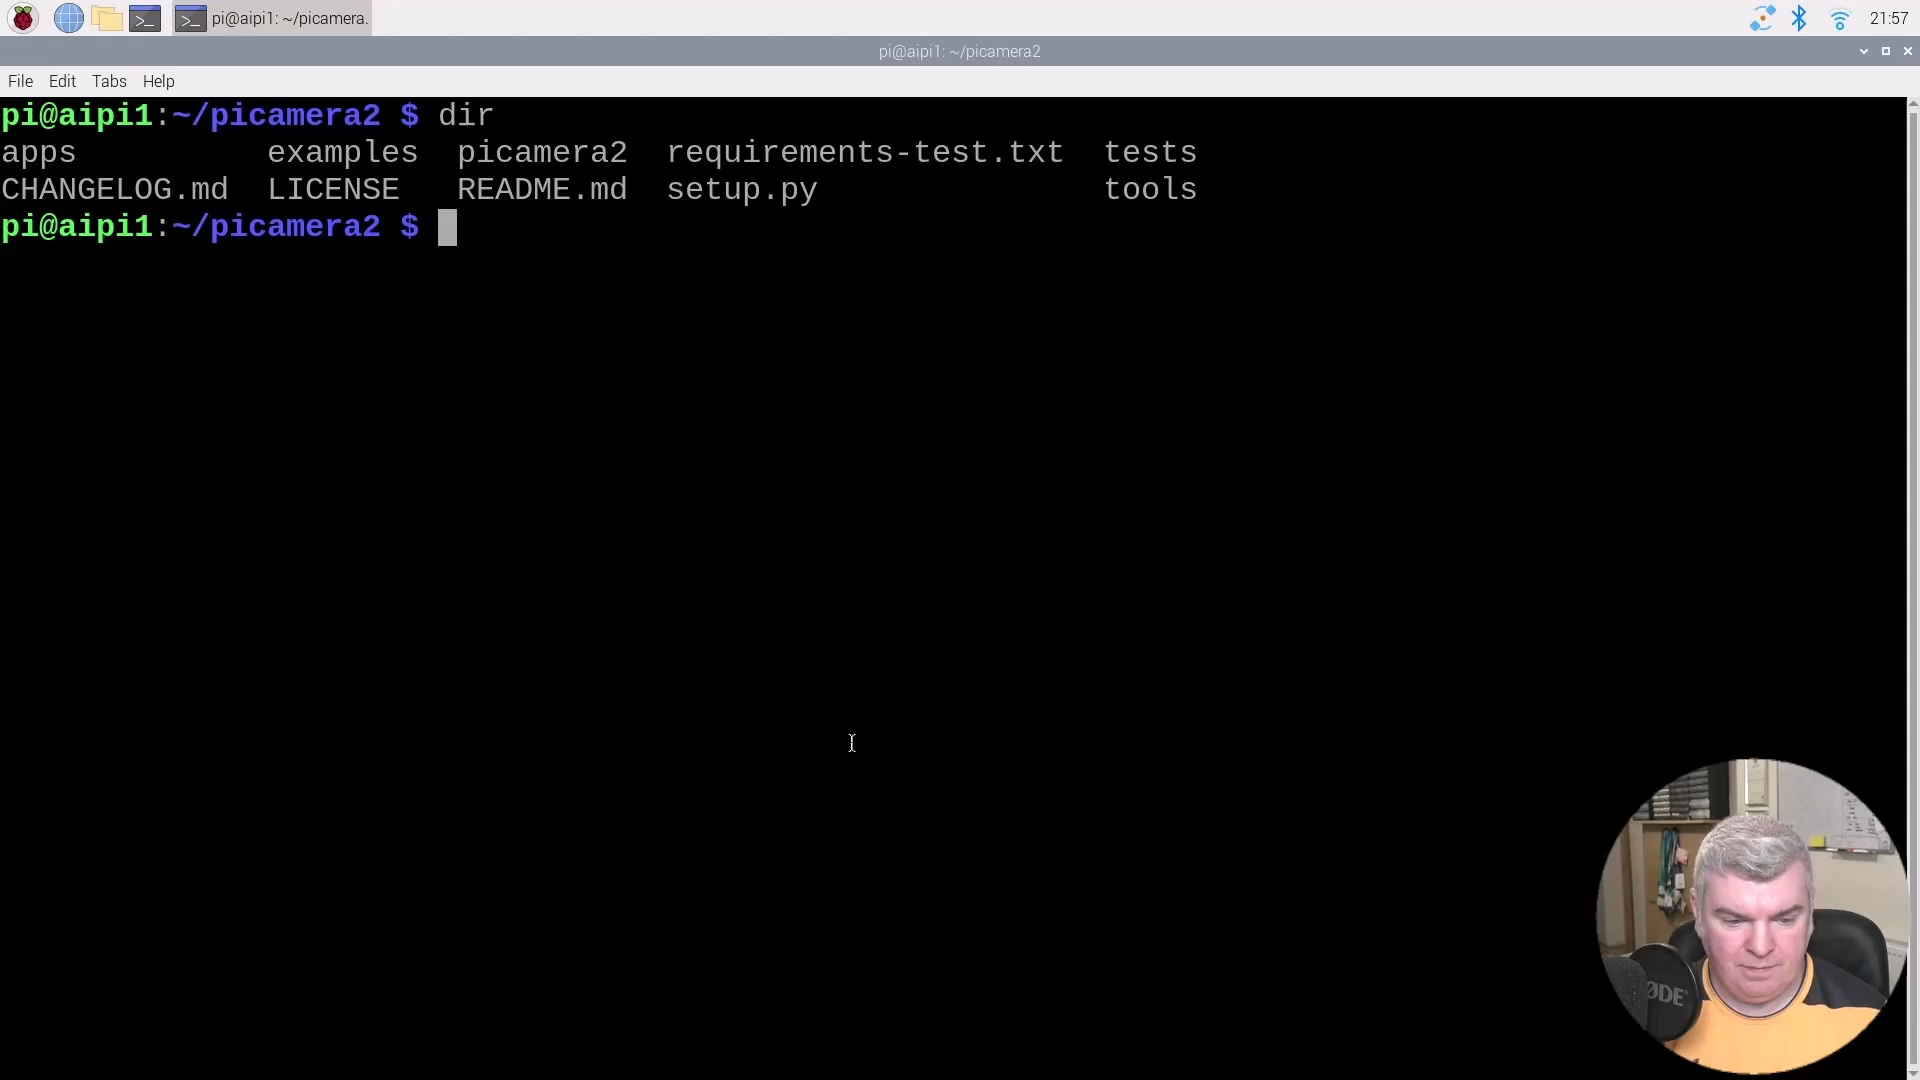 pi@aipi1: ~/picamera. 21:57
pi@aipi1: ~/picamera2
File Edit Tabs Help
pi@aipi1:~/picamera2 $ dir
apps examples picamera2 requirements-test.txt tests
CHANGELOG.md LICENSE README.md setup.py tools
pi@aipi1:~/picamera2 $
RØDE